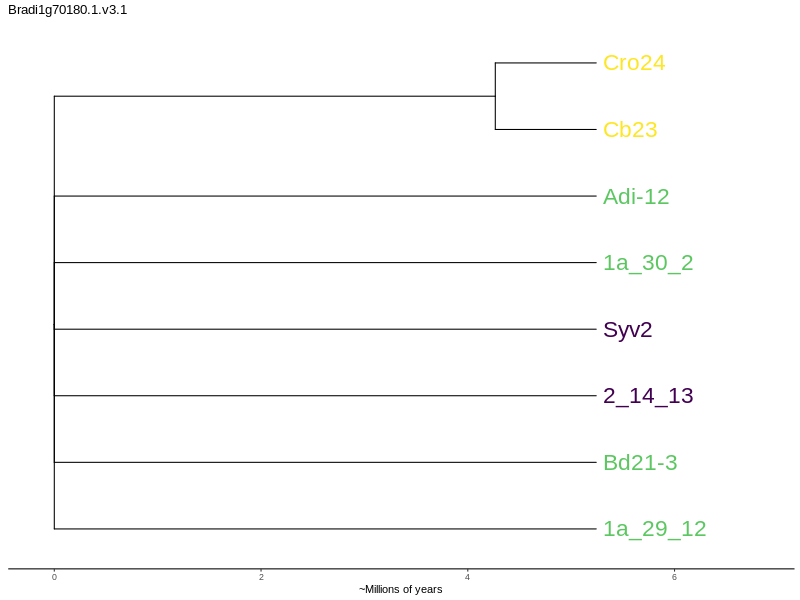 Bradi1g70180.1.v3.1
Cro24
Cb23
Adi-12
1a_30_2
Syv2
2_14_13
Bd21-3
1a_29_12
0 2 4 6
~Millions of years